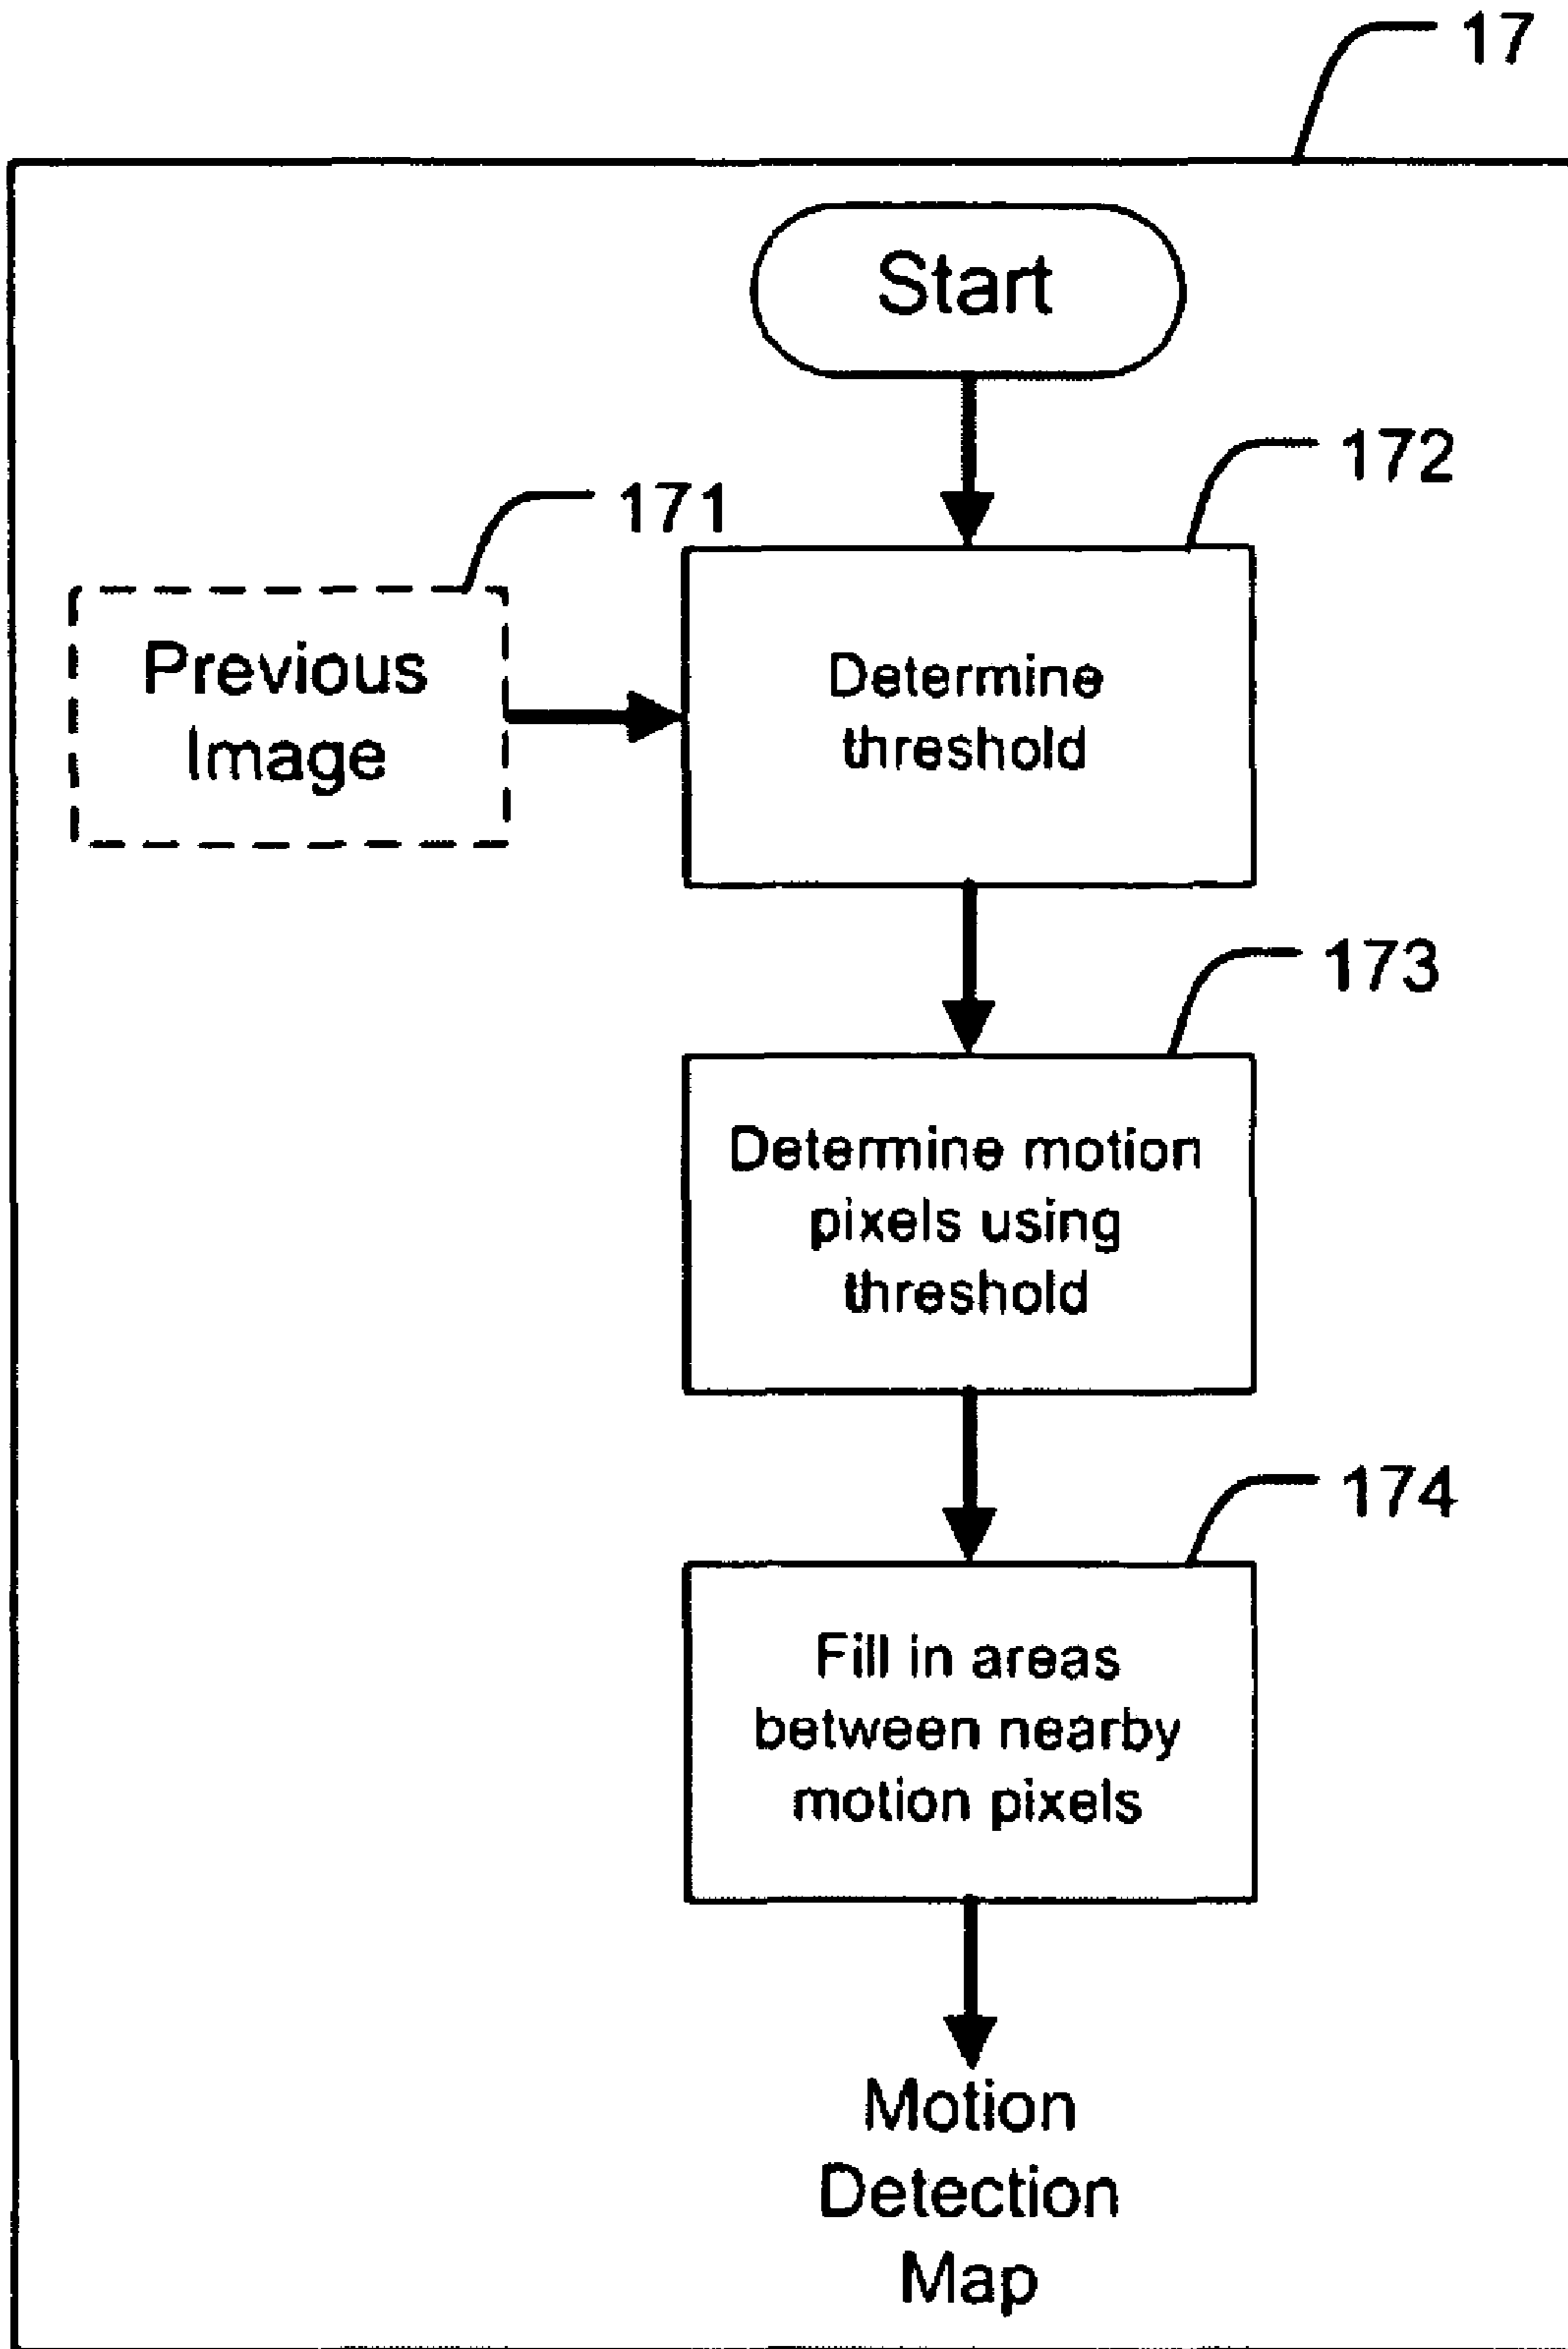 17
Start
172
171
Previous
Image
Determine
threshold
173
Determine motion
pixels using
threshold
174
Fill in areas
between nearby
motion pixels
Motion
Detection
Map